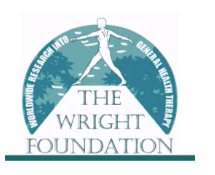 WORLDWIDE RESEARCH INTO
GENERAL HEALTH THERAPY
THE
WRIGHT
FOUNDATION